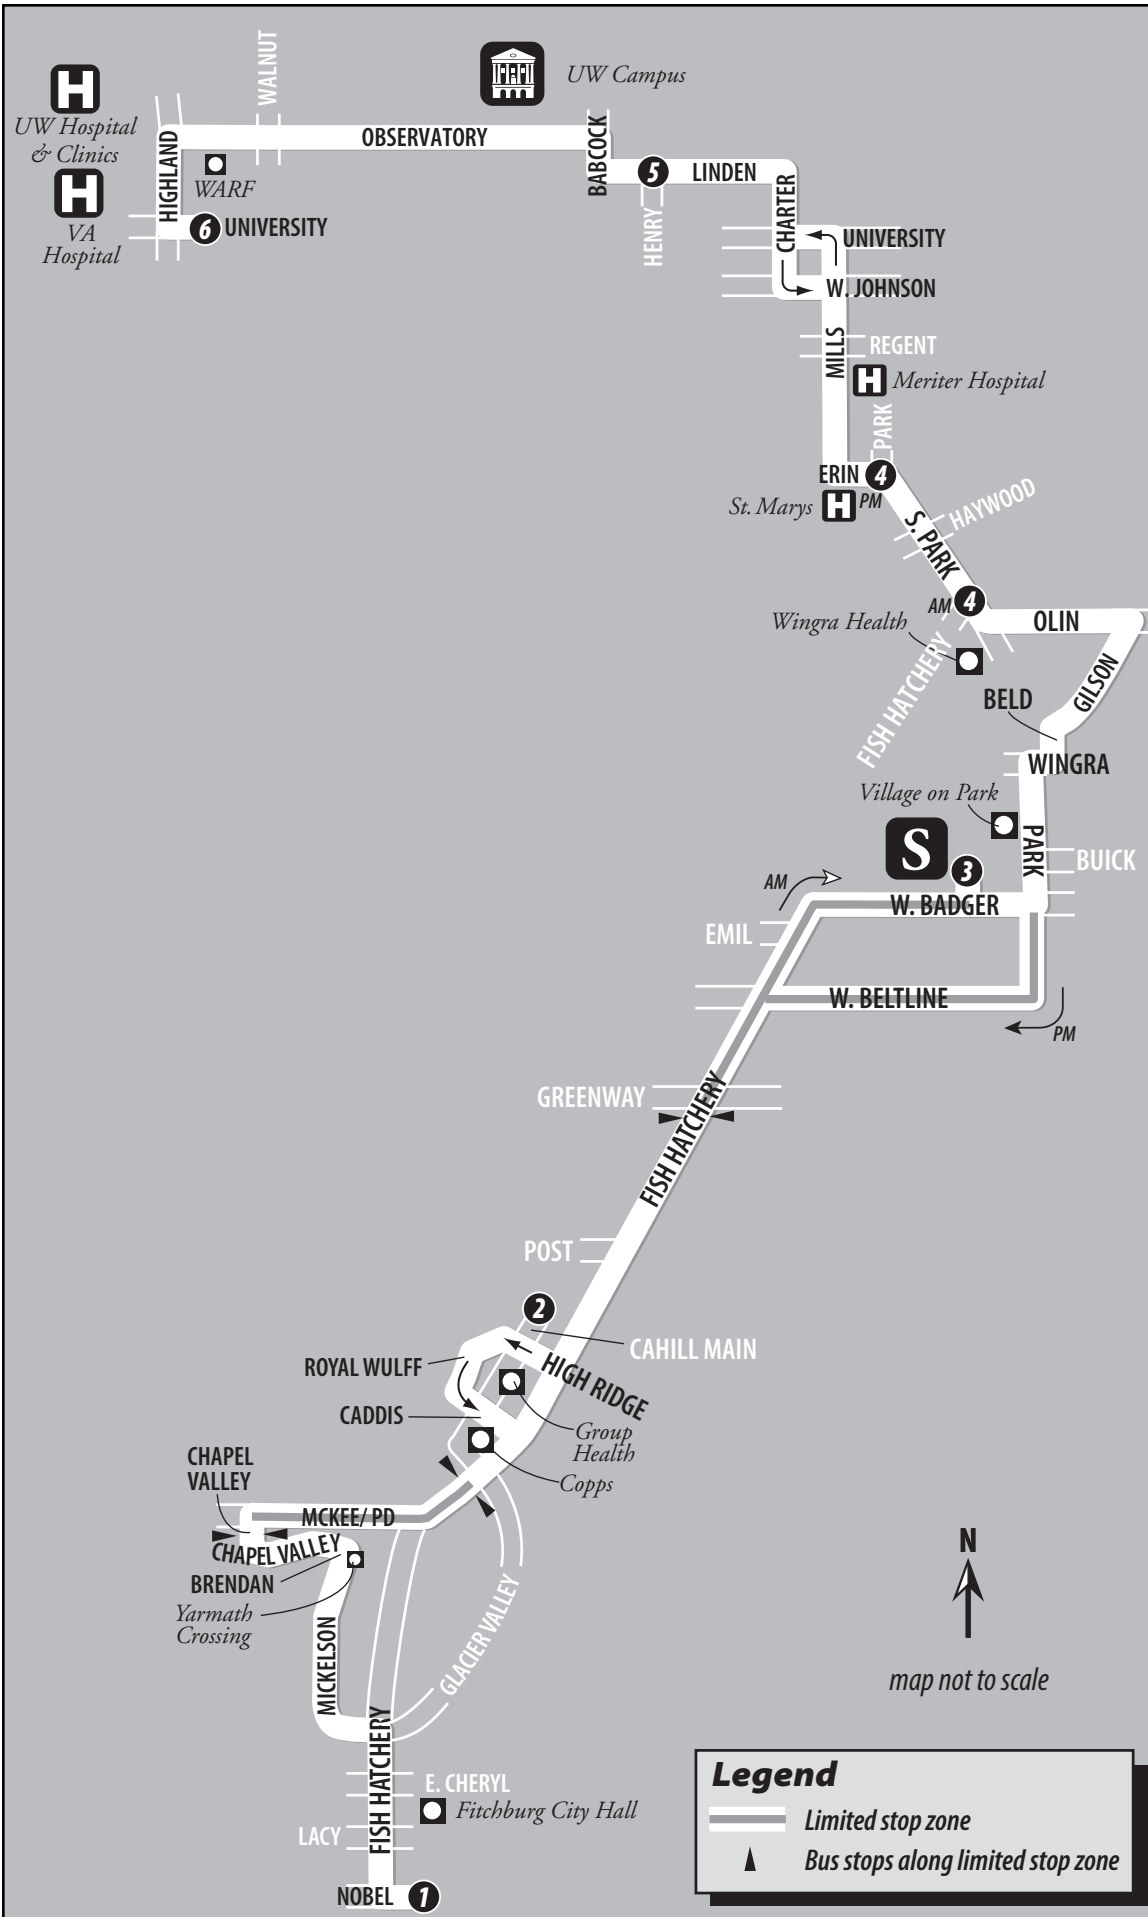 WALNUT
UW Campus
H
UW Hospital
& Clinics
OBSERVATORY
BABCOCK
HIGHLAND
WARF
H
VA
Hospital
6
UNIVERSITY
5
LINDEN
HENRY
CHARTER
UNIVERSITY
W. JOHNSON
MILLS
REGENT
H
Meriter Hospital
PARK
ERIN
4
PM
St. Marys
H
HAYWOOD
S. PARK
AM
4
OLIN
Wingra Health
FISH HATCHERY
GILSON
BELD
WINGRA
Village on Park
PARK
BUICK
S
3
AM
W. BADGER
EMIL
W. BELTLINE
PM
GREENWAY
FISH HATCHERY
POST
2
CAHILL MAIN
HIGH RIDGE
ROYAL WULFF
CADDIS
Group
Health
Copps
CHAPEL
VALLEY
MCKEE/ PD
CHAPEL VALLEY
BRENDAN
Yarmath
Crossing
GLACIER VALLEY
MICKELSON
N
map not to scale
FISH HATCHERY
E. CHERYL
Fitchburg City Hall
LACY
NOBEL
1
Legend
Limited stop zone
Bus stops along limited stop zone